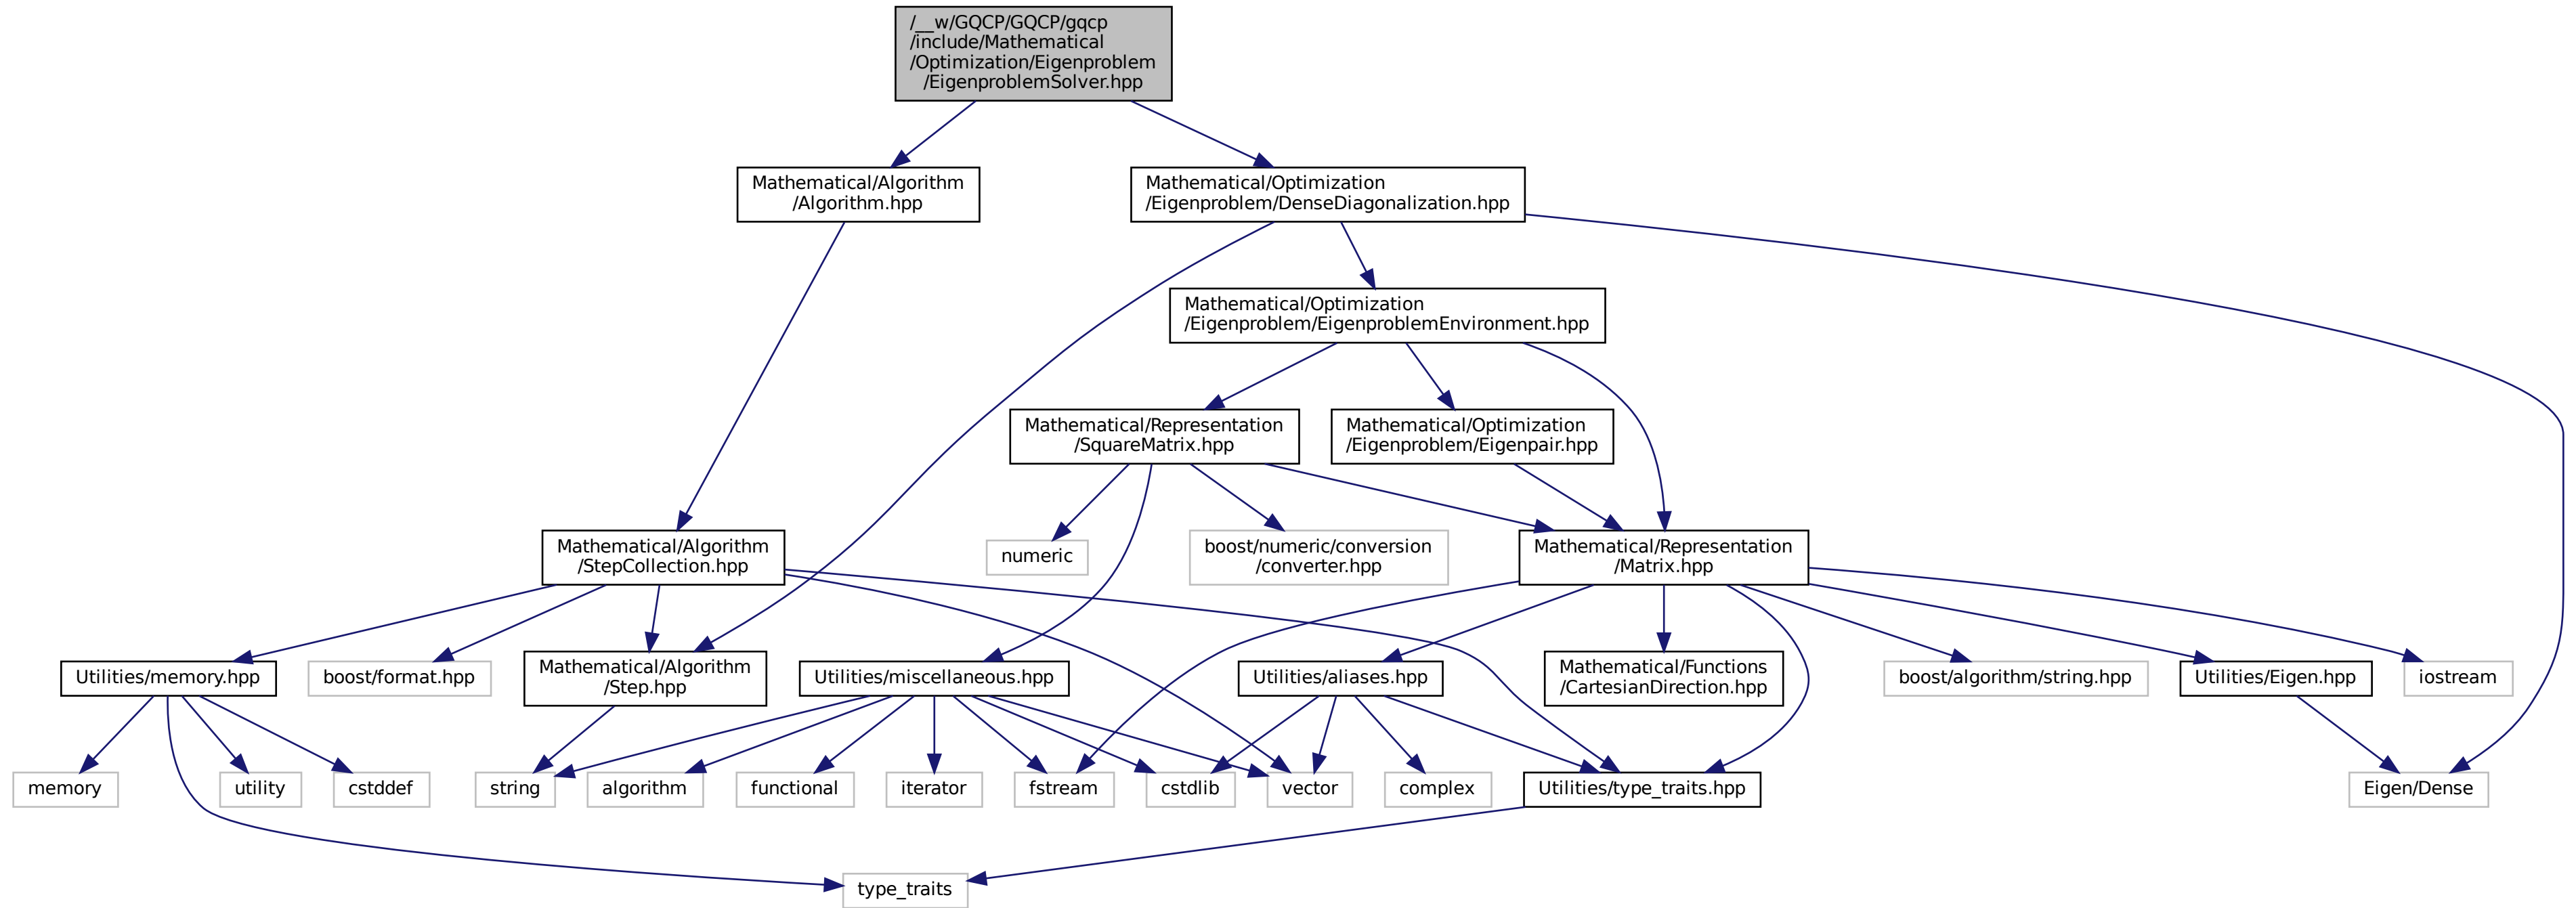 /__w/GQCP/GQCP/gqcp
/include/Mathematical
/Optimization/Eigenproblem
/EigenproblemSolver.hpp
Mathematical/Algorithm
/Algorithm.hpp
Mathematical/Optimization
/Eigenproblem/DenseDiagonalization.hpp
Mathematical/Optimization
/Eigenproblem/EigenproblemEnvironment.hpp
Mathematical/Representation
/SquareMatrix.hpp
Mathematical/Optimization
/Eigenproblem/Eigenpair.hpp
Mathematical/Algorithm
/StepCollection.hpp
numeric
boost/numeric/conversion
/converter.hpp
Mathematical/Representation
/Matrix.hpp
Utilities/memory.hpp
boost/format.hpp
Mathematical/Algorithm
/Step.hpp
Utilities/miscellaneous.hpp
Utilities/aliases.hpp
Mathematical/Functions
/CartesianDirection.hpp
boost/algorithm/string.hpp
Utilities/Eigen.hpp
iostream
memory
utility
cstddef
string
algorithm
functional
iterator
fstream
cstdlib
vector
complex
Utilities/type_traits.hpp
Eigen/Dense
type_traits